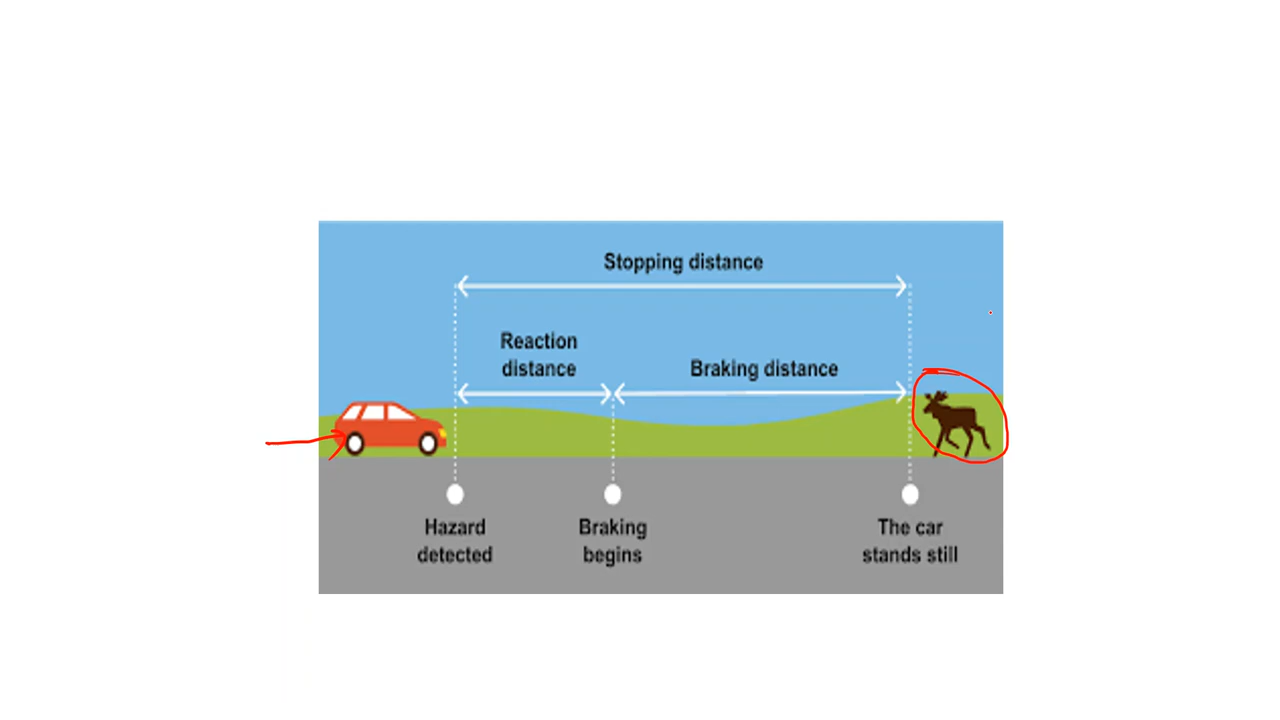 Stopping distance
Reaction
distance
Braking distance
Hazard
detected
Braking
begins
The car
stands still